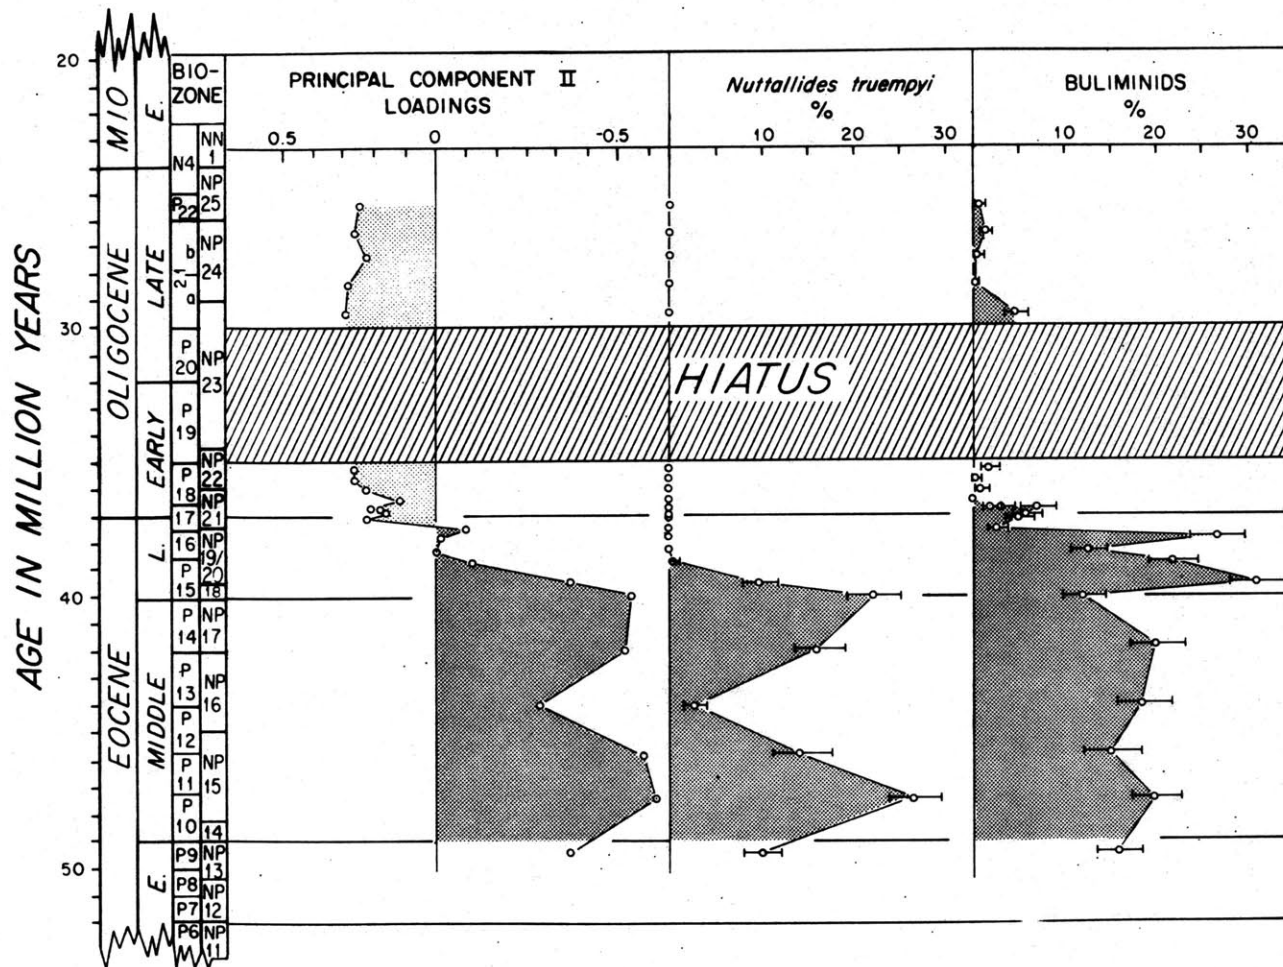 AGE IN MILLION YEARS
20
30
40
50
MIO
OLIGOCENE
EOCENE
E.
LATE
EARLY
L.
MIDDLE
E.
BIO-
ZONE
N4
P22
P21
b
a
P
20
P
19
P
18
17
16
P
15
P
14
P
13
P
12
P
11
P
10
P9
P8
P7
P6
NN
1
NP
25
NP
24
NP
23
NP
22
NP
21
NP
19/
20
18
NP
17
NP
16
NP
15
14
NP
13
NP
12
NP
11
PRINCIPAL COMPONENT II
LOADINGS
0.5 0 -0.5
Nuttallides truempyi
%
10 20 30
BULIMINIDS
%
10 20 30
HIATUS